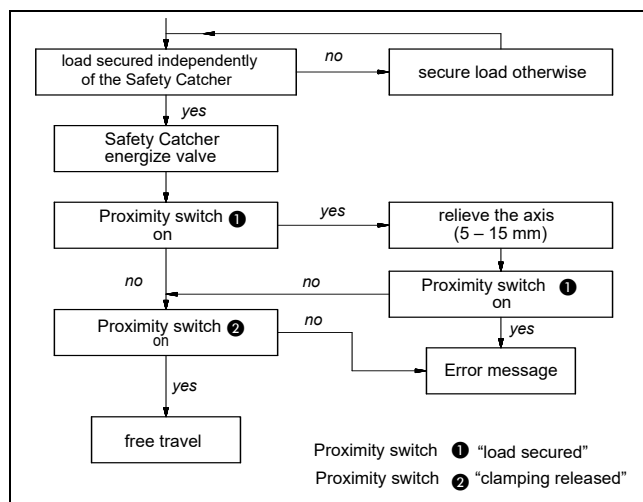 load secured independently
of the Safety Catcher
no
secure load otherwise
yes
Safety Catcher
energize valve
Proximity switch ❶
on
yes
relieve the axis
(5 – 15 mm)
no
no
Proximity switch ❶
on
Proximity switch ❷
on
no
yes
Error message
yes
free travel
Proximity switch ❶ “load secured”
Proximity switch ❷ “clamping released”